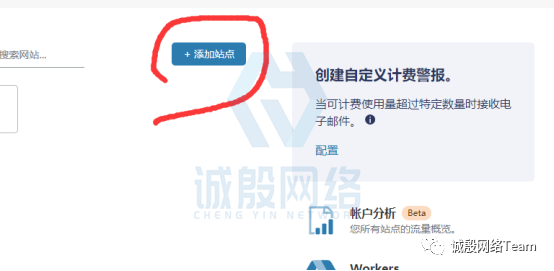 搜索网站...
+ 添加站点
创建自定义计费警报。
当可计费使用量超过特定数量时接收电
子邮件。
配置
诚殷网络
CHENG YIN NETWORK
帐户分析 Beta
您所有站点的流量概览。
诚殷网络Team
Workers